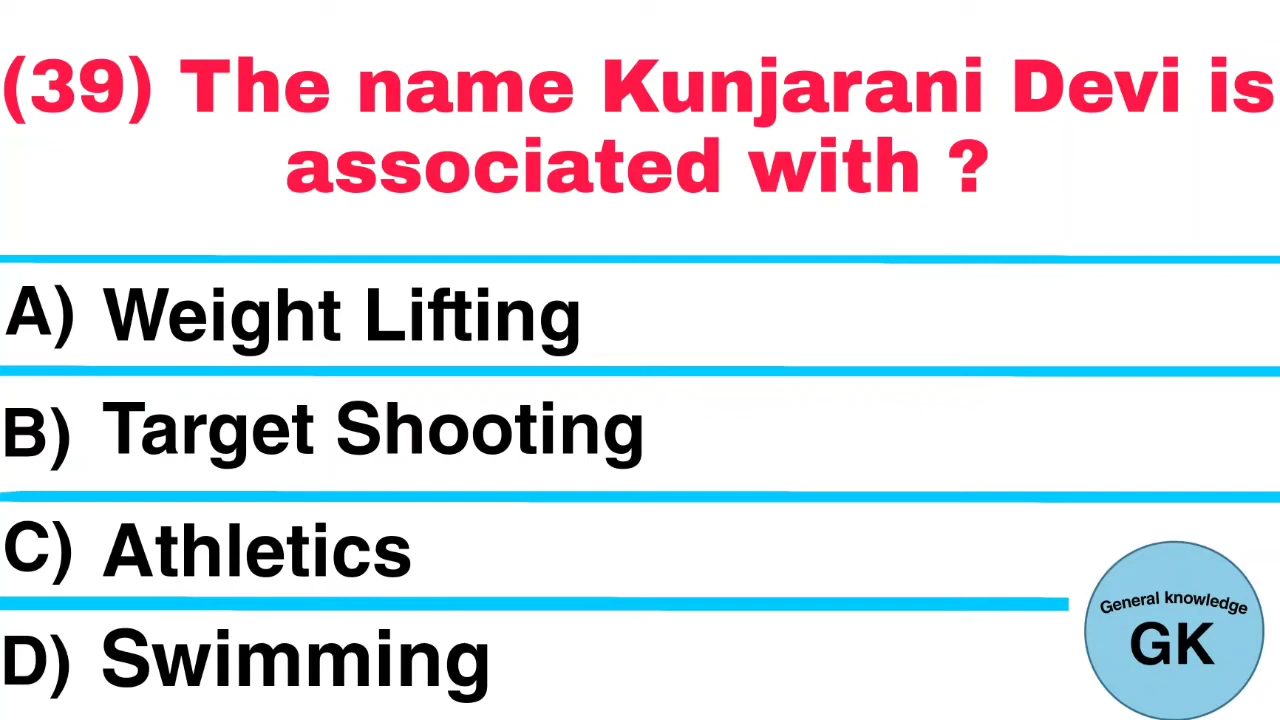 (39) The name Kunjarani Devi is
associated with ?
A) Weight Lifting
B) Target Shooting
C) Athletics
D) Swimming
General knowledge
GK